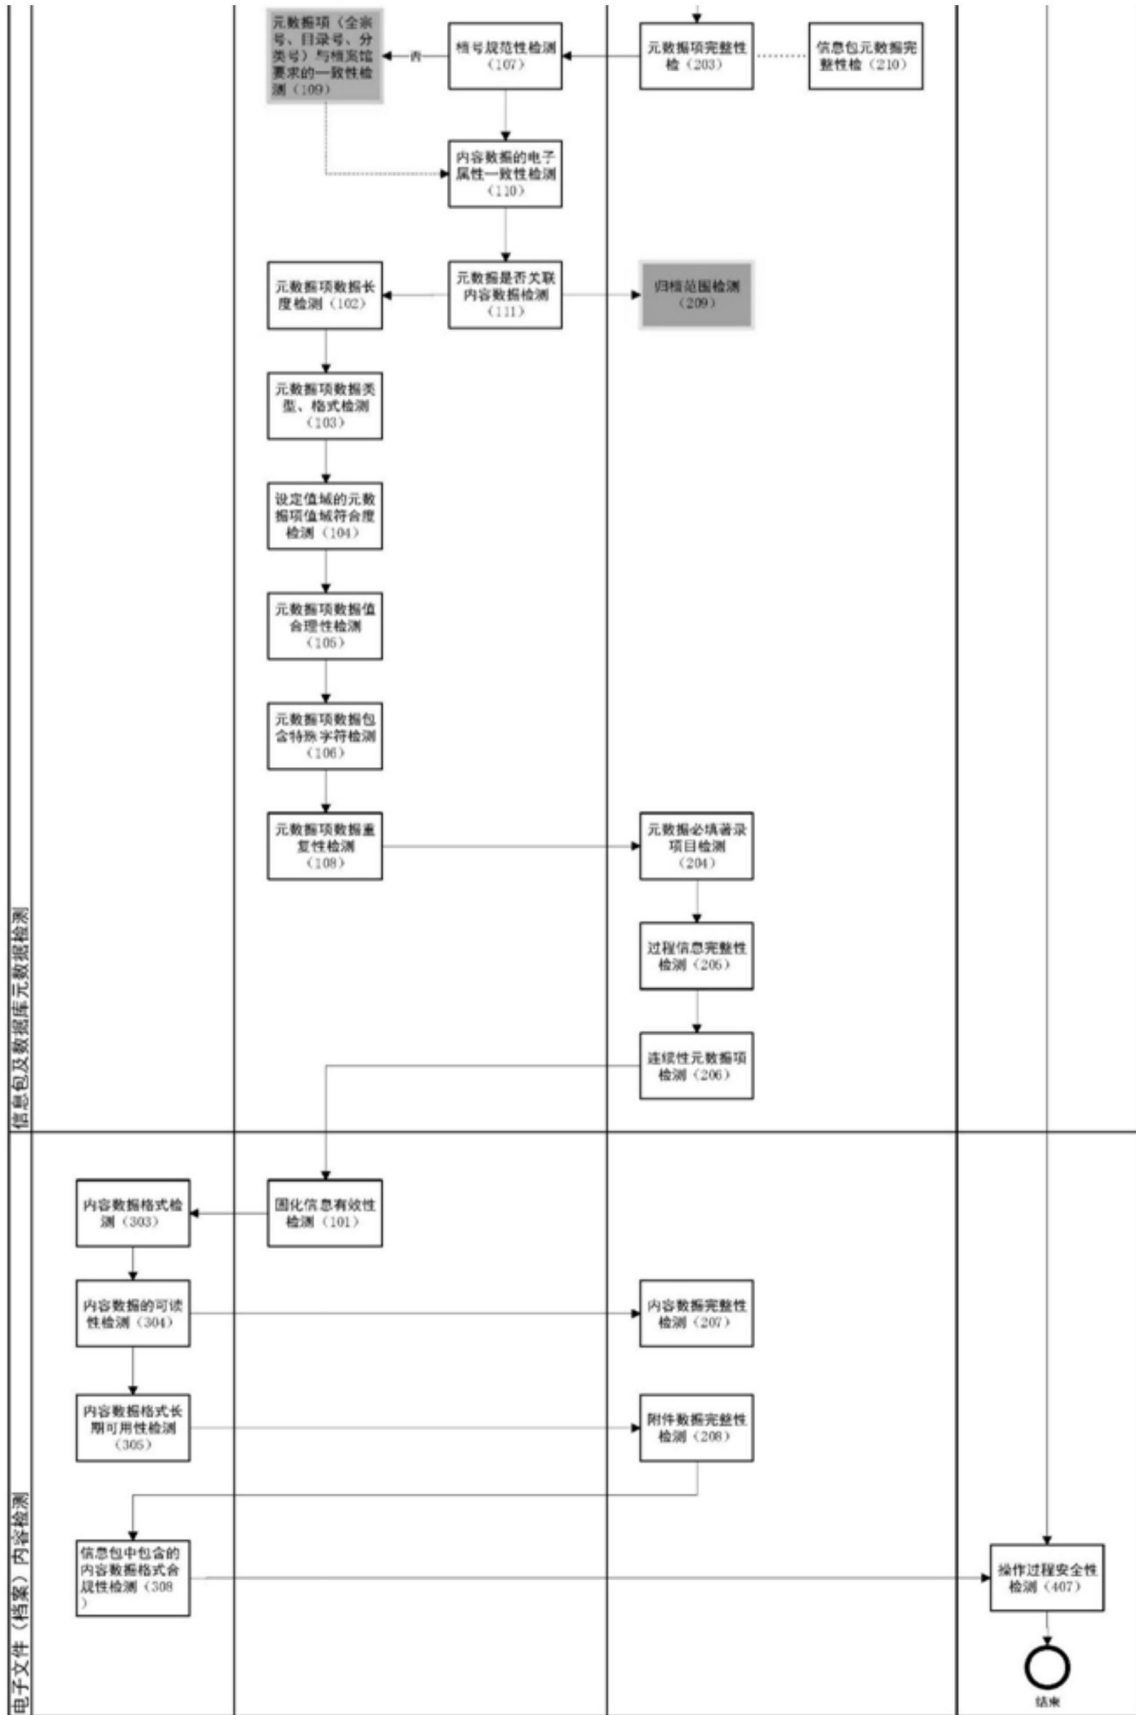 元数据项（全宗
号、目录号、分
类号）与档案馆
要求的一致性检
测（109）
否
档号规范性检测
（107）
元数据项完整性
检（203）
信息包元数据完
整性检（210）
内容数据的电子
属性一致性检测
（110）
元数据项数据长
度检测（102）
元数据是否关联
内容数据检测
（111）
归档范围检测
（209）
元数据项数据类
型、格式检测
（103）
设定值域的元数
据项值域符合度
检测（104）
元数据项数据值
合理性检测
（105）
元数据项数据包
含特殊字符检测
（106）
元数据项数据重
复性检测
（108）
元数据必填著录
项目检测
（204）
过程信息完整性
检测（205）
连续性元数据项
检测（206）
信息包及数据库元数据检测
内容数据格式检
测（303）
固化信息有效性
检测（101）
内容数据的可读
性检测（304）
内容数据完整性
检测（207）
内容数据格式长
期可用性检测
（305）
附件数据完整性
检测（208）
信息包中包含的
内容数据格式合
规性检测（308
）
操作过程安全性
检测（407）
结束
电子文件（档案）内容检测